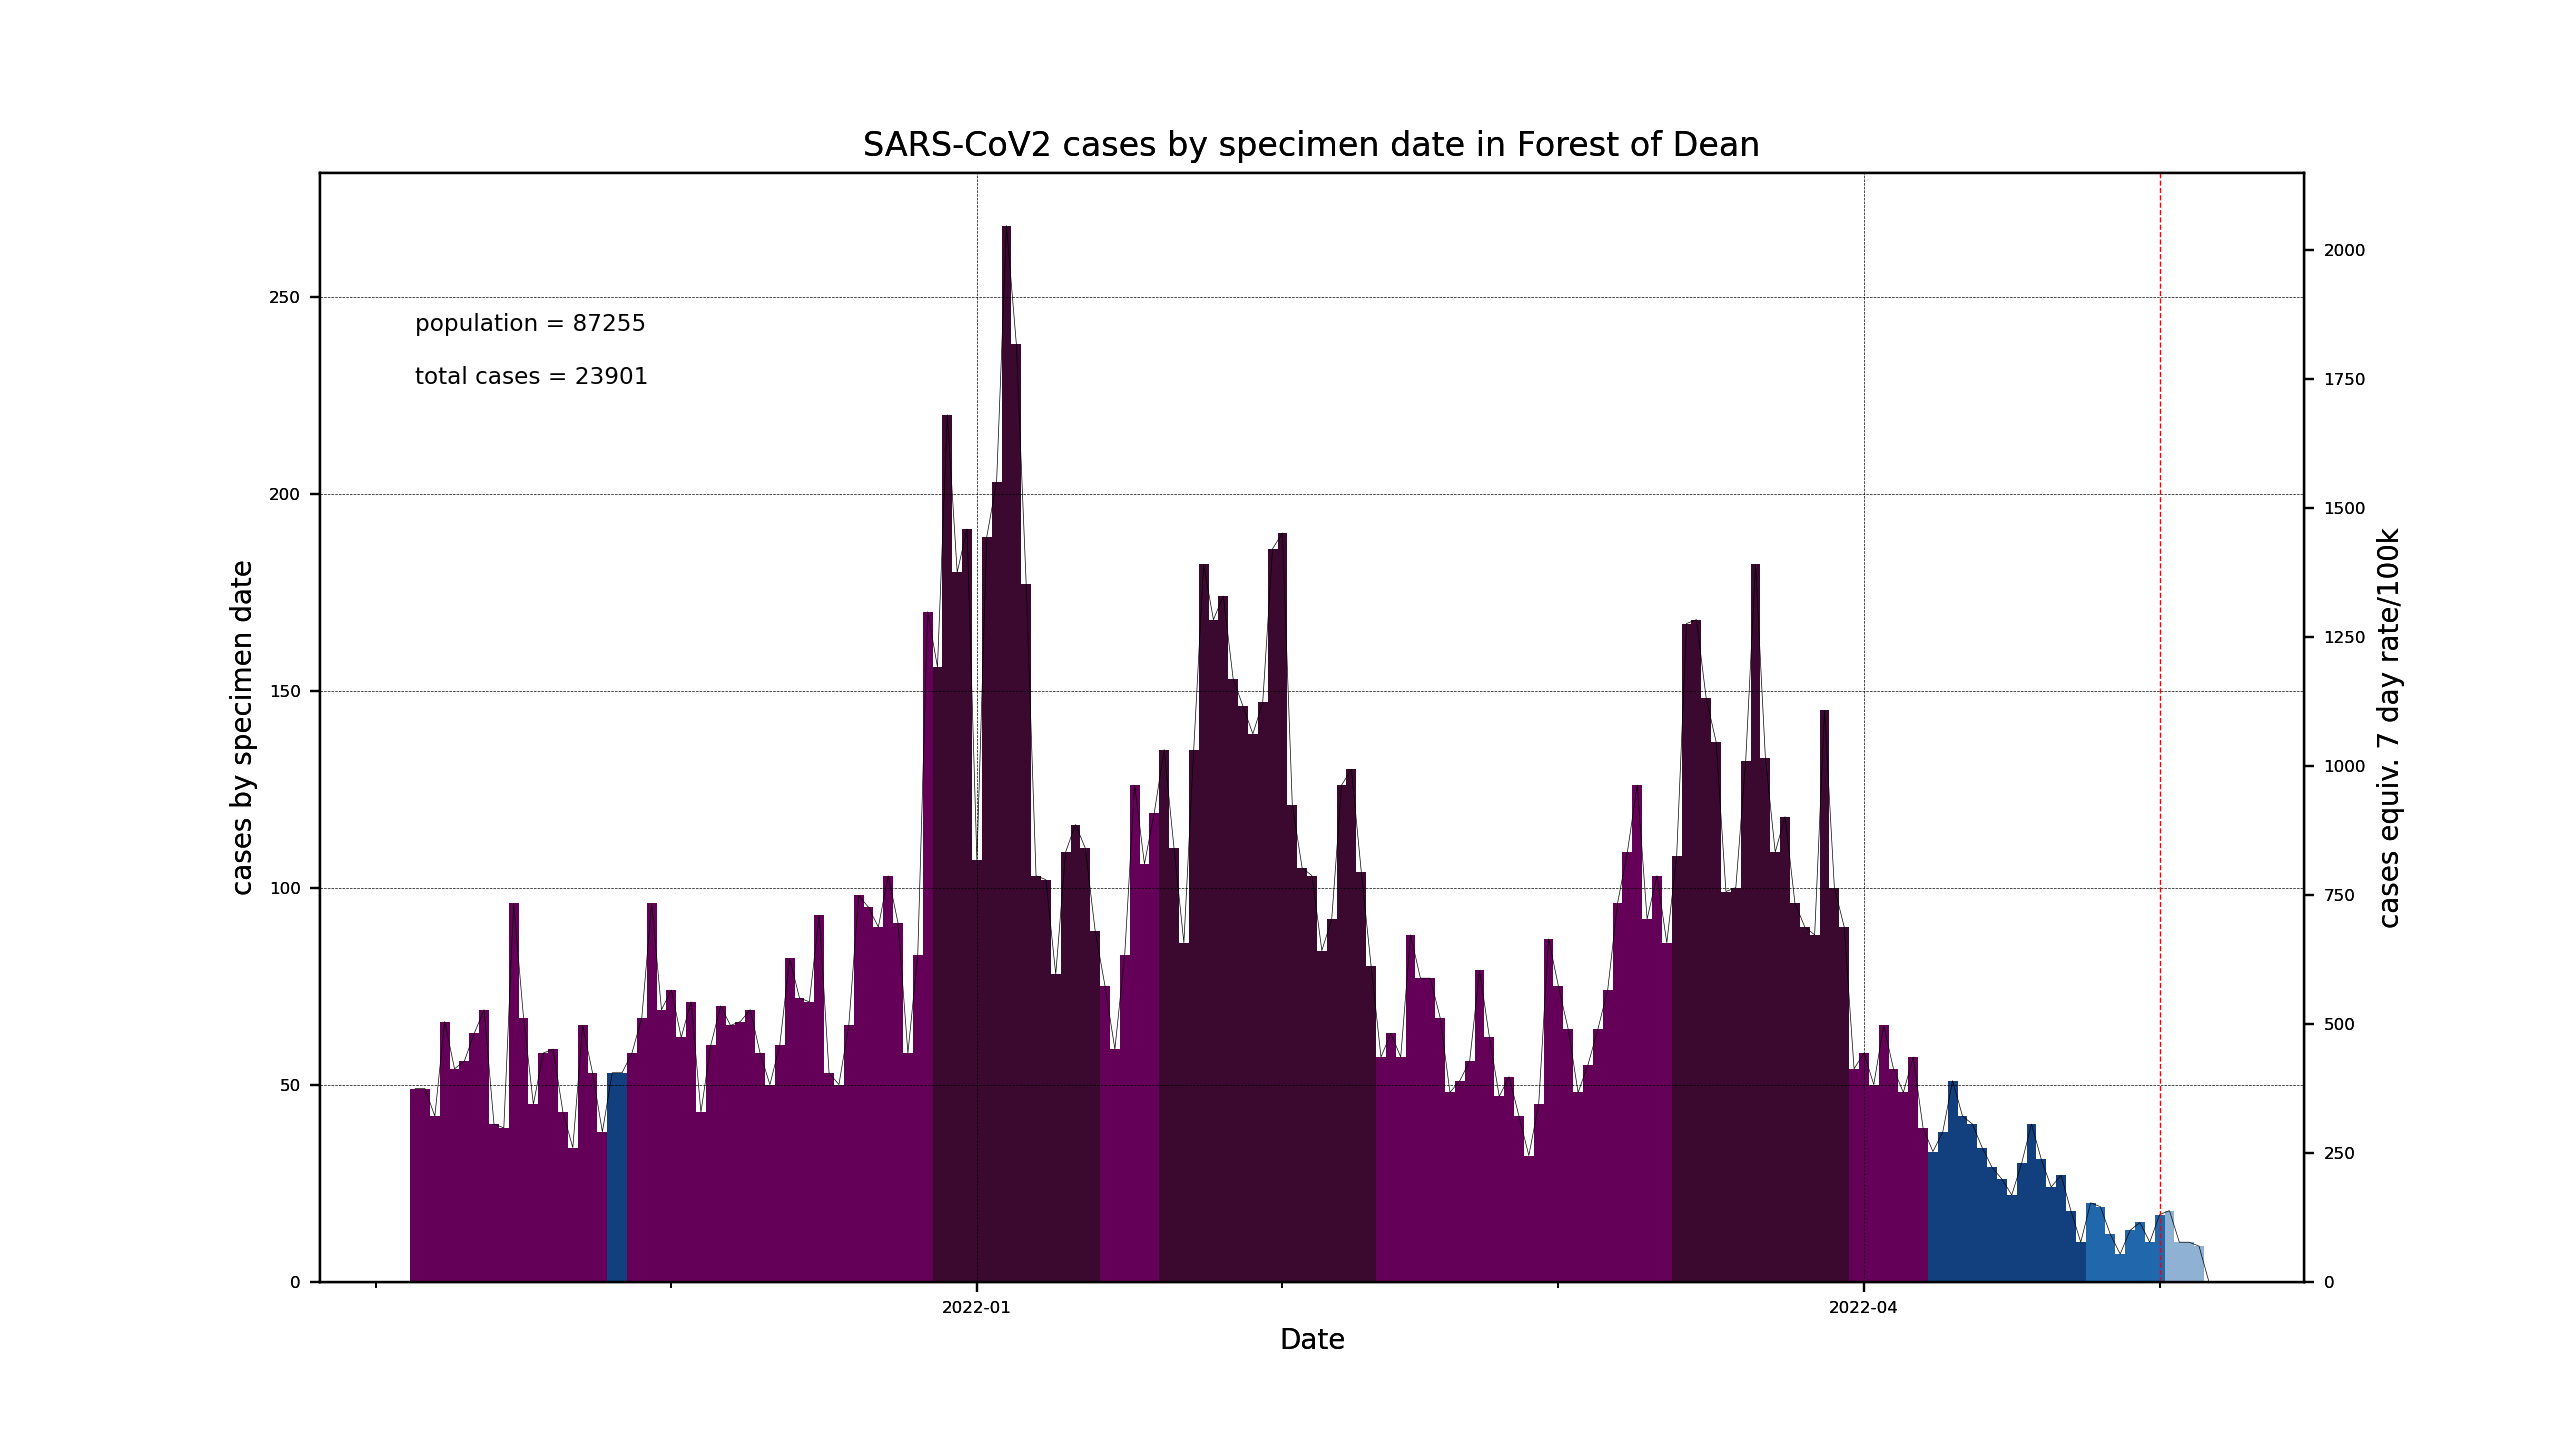 SARS-CoV2 cases by specimen date in Forest of Dean
population = 87255
total cases = 23901
cases by specimen date
250
200
150
100
50
0
2000
1750
1500
1250
1000
750
500
250
0
cases equiv. 7 day rate/100k
2022-01
2022-04
Date